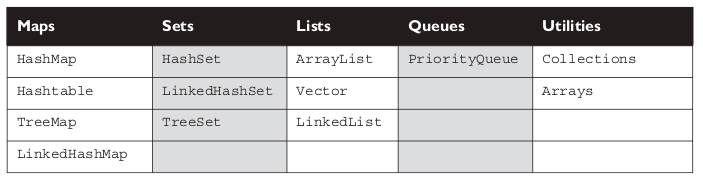 Maps Sets Lists Queues Utilities
HashMap HashSet ArrayList PriorityQueue Collections
Hashtable LinkedHashSet Vector Arrays
TreeMap TreeSet LinkedList
LinkedHashMap